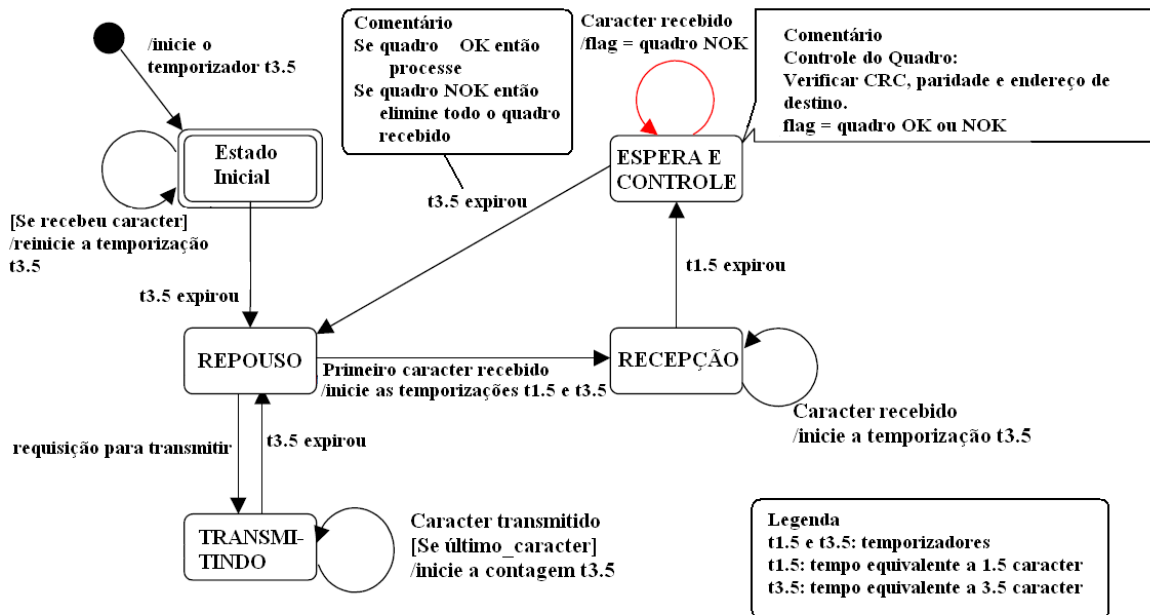 /inicie o
temporizador t3.5
Comentário
Se quadro OK então
processe
Se quadro NOK então
elimine todo o quadro
recebido
Caracter recebido
/flag = quadro NOK
Comentário
Controle do Quadro:
Verificar CRC, paridade e endereço de
destino.
flag = quadro OK ou NOK
Estado
Inicial
ESPERA E
CONTROLE
t3.5 expirou
[Se recebeu caracter]
/reinicie a temporização
t3.5
t1.5 expirou
t3.5 expirou
REPOUSO
Primeiro caracter recebido
/inicie as temporizações t1.5 e t3.5
RECEPÇÃO
Caracter recebido
/inicie a temporização t3.5
requisição para transmitir
t3.5 expirou
TRANSMI-
TINDO
Caracter transmitido
[Se último_caracter]
/inicie a contagem t3.5
Legenda
t1.5 e t3.5: temporizadores
t1.5: tempo equivalente a 1.5 caracter
t3.5: tempo equivalente a 3.5 caracter